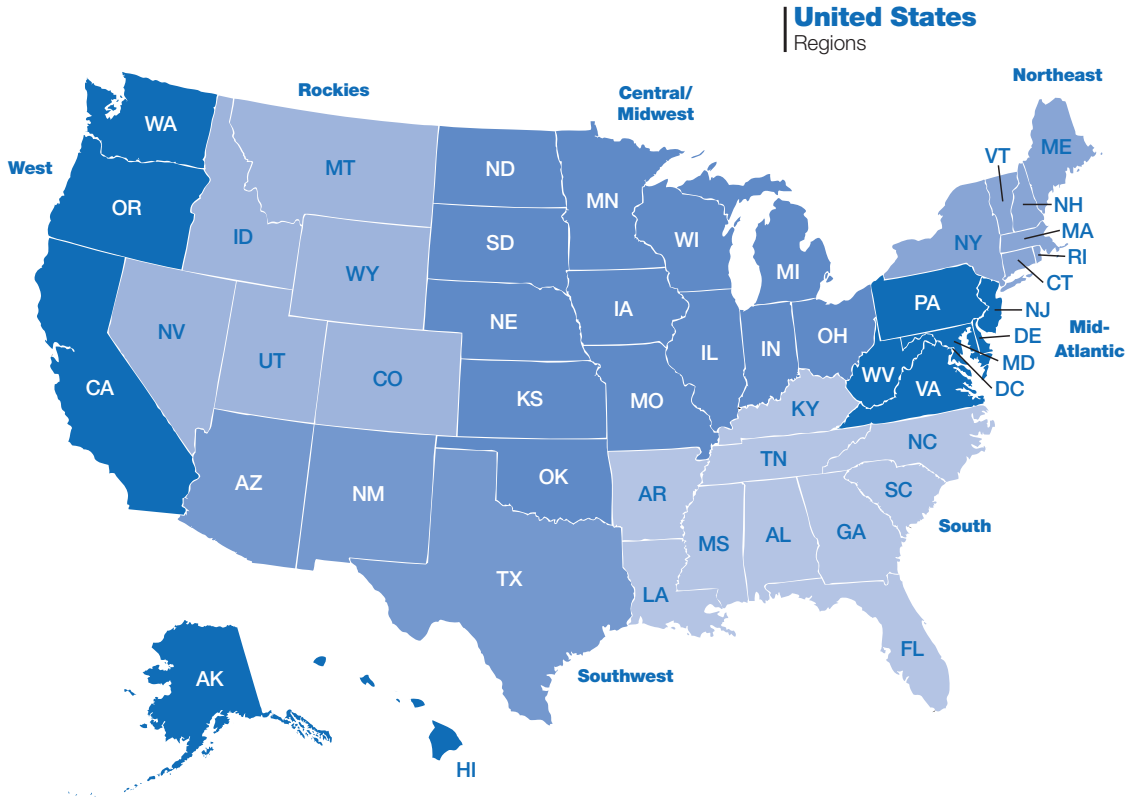 United States
Regions
Northeast
Rockies
Central/
Midwest
West
WA
MT
ND
MN
VT
ME
OR
ID
SD
WI
NH
MA
NY
RI
WY
MI
CT
NV
UT
CO
NE
IA
IL
IN
OH
PA
NJ
DE
Mid-
Atlantic
MD
DC
CA
KS
MO
WV
VA
KY
AZ
NM
OK
AR
TN
NC
SC
South
MS
AL
GA
TX
LA
FL
Southwest
AK
HI